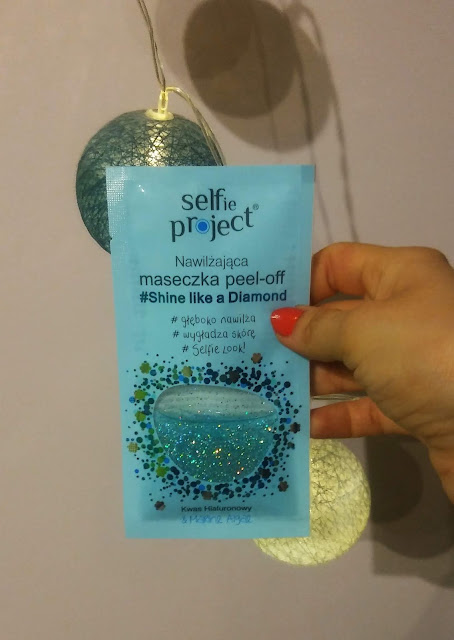 selfie
project®
Nawilżająca
maseczka peel-off
#Shine like a Diamond
# głęboko nawilża
# wygładza skórę
# Selfie Look!
Kwas Hialuronowy
&